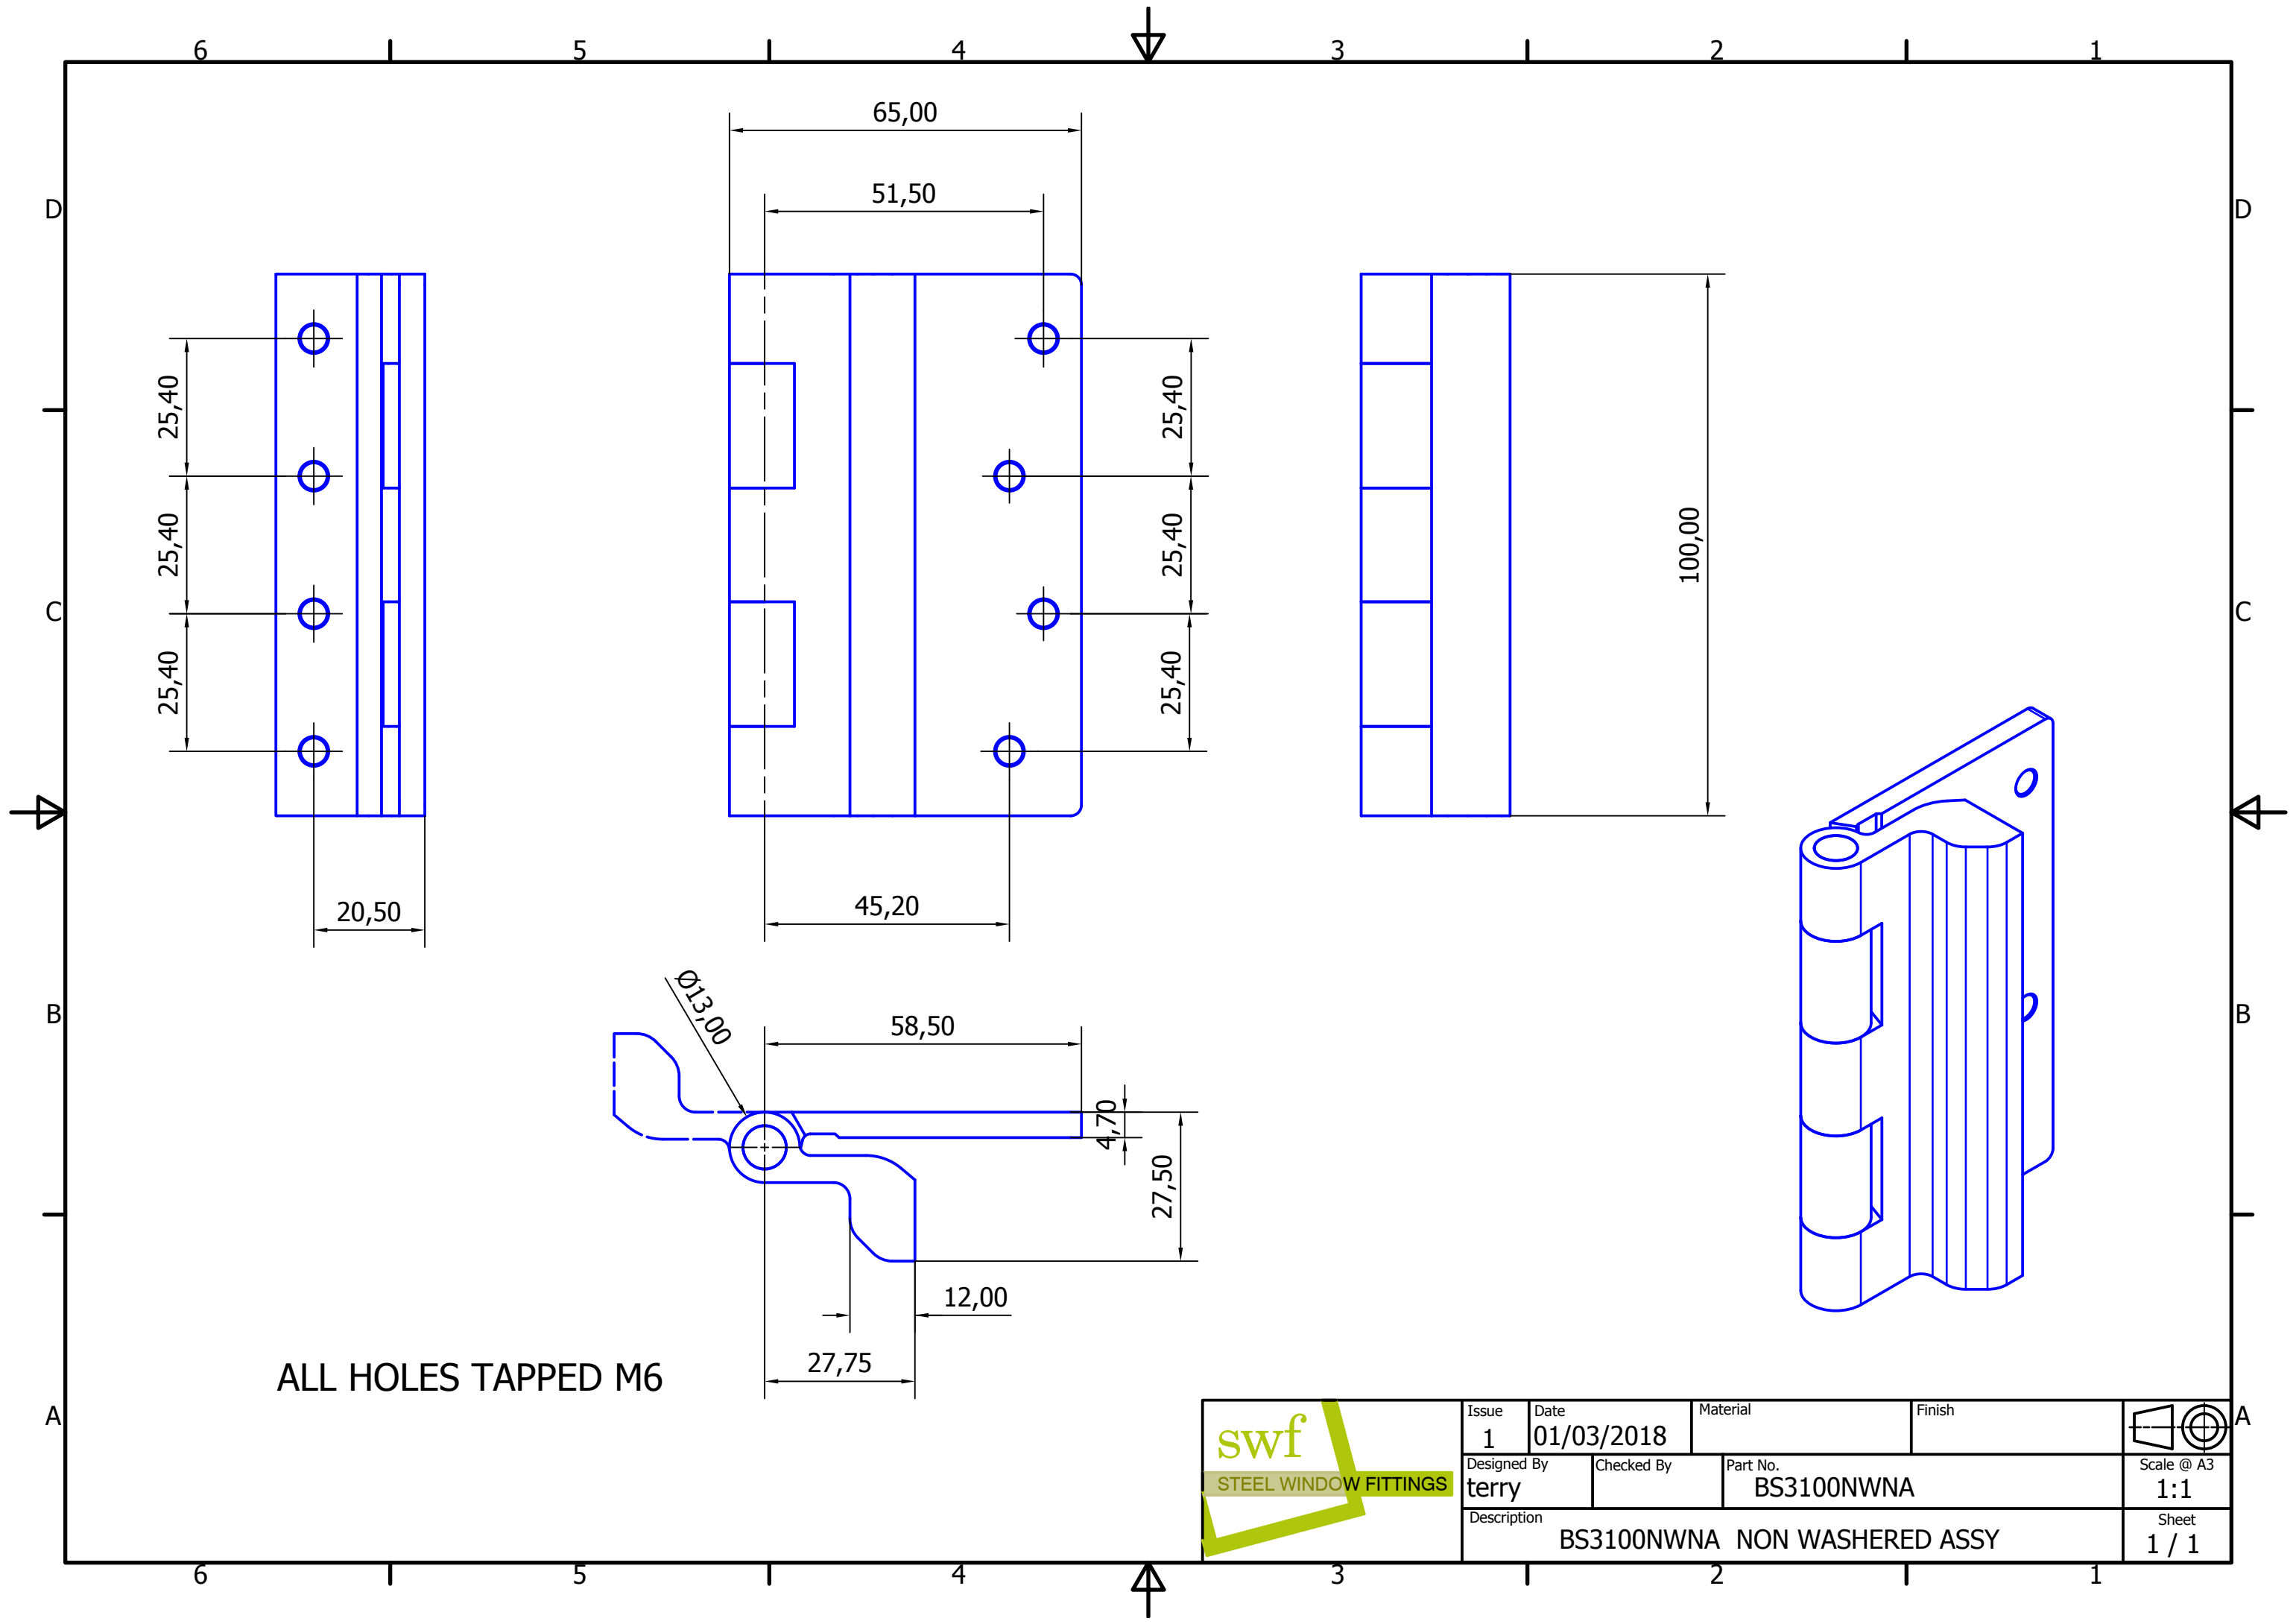 6 5 4 3 2 1
65,00
51,50
D D
25,40 25,40
25,40 25,40 100,00
C C
25,40 25,40
20,50 45,20
Ø13,00
58,50
B B
4,70
27,50
12,00
27,75
ALL HOLES TAPPED M6
A A
swf
STEEL WINDOW FITTINGS
Issue Date Material Finish
1 01/03/2018
Designed By Checked By Part No. Scale @ A3
terry BS3100NWNA 1:1
Description Sheet
BS3100NWNA NON WASHERED ASSY 1 / 1
6 5 4 3 2 1